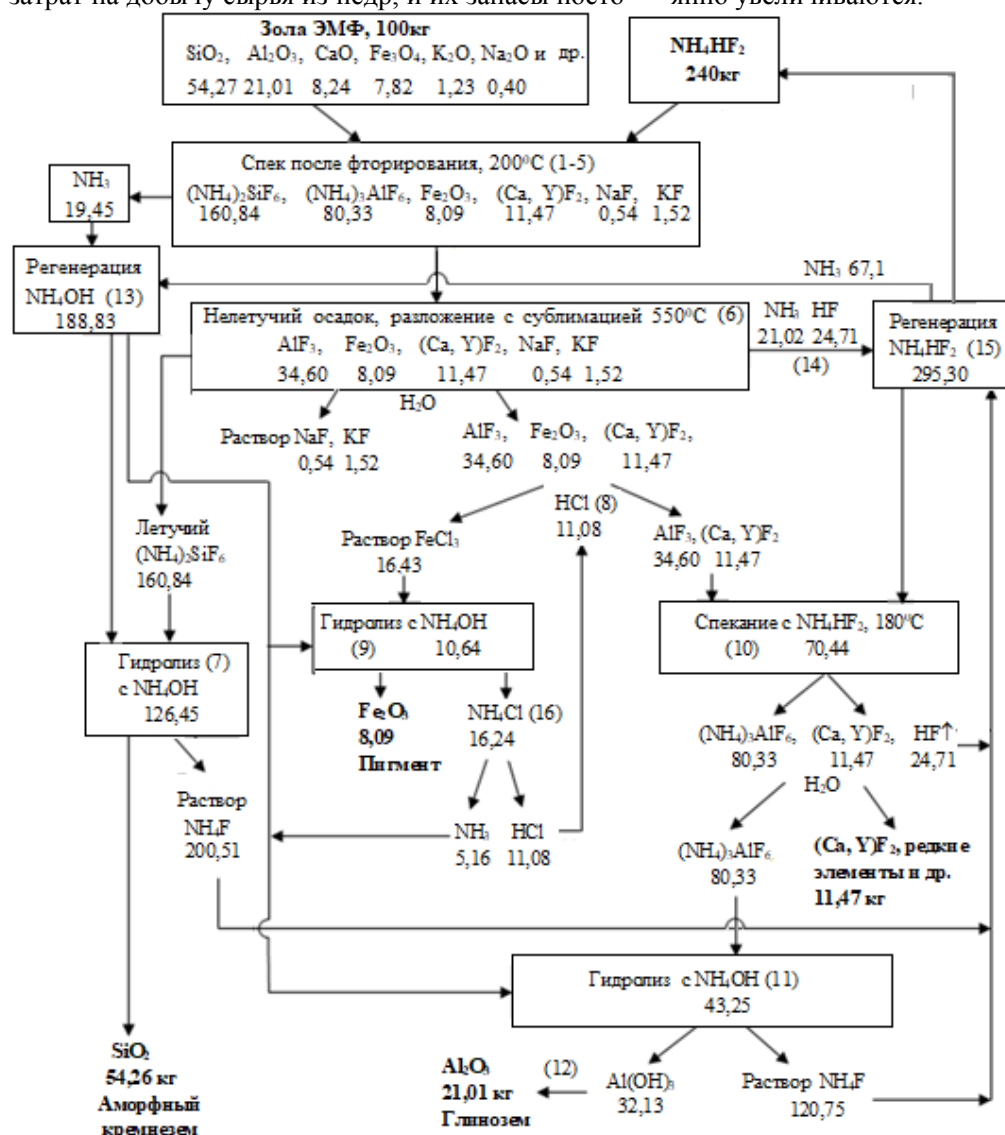 затрат на добычу сырья из недр, и их запасы посто янно увеличиваются.
Зола ЭМФ, 100кг
SiO₂, Al₂O₃, CaO, Fe₃O₄, K₂O, Na₂O и др.
54,27 21,01 8,24 7,82 1,23 0,40
NH₄HF₂
240кг
Спек после фторирования, 200⁰С (1-5)
(NH₄)₂SiF₆, (NH₄)₃AlF₆, Fe₂O₃, (Ca, Y)F₂, NaF, KF
160,84 80,33 8,09 11,47 0,54 1,52
NH₃
19,45
Регенерация
NH₄OH (13)
188,83
NH₃ 67,1
Нелетучий осадок, разложение с сублимацией 550⁰С (6)
AlF₃, Fe₂O₃, (Ca, Y)F₂, NaF, KF
34,60 8,09 11,47 0,54 1,52
NH₃ HF
21,02 24,71
(14)
Регенерация
NH₄HF₂ (15)
295,30
H₂O
Раствор NaF, KF
0,54 1,52
AlF₃, Fe₂O₃, (Ca, Y)F₂,
34,60 8,09 11,47
HCl (8)
11,08
Летучий
(NH₄)₂SiF₆
160,84
Раствор FeCl₃
16,43
AlF₃, (Ca, Y)F₂
34,60 11,47
Гидролиз с NH₄OH
(9) 10,64
Спекание с NH₄HF₂, 180⁰С
(10) 70,44
Гидролиз (7)
с NH₄OH
126,45
Fe₂O₃
8,09
Пигмент
NH₄Cl (16)
16,24
(NH₄)₃AlF₆, (Ca, Y)F₂, HF↑
80,33 11,47 24,71
H₂O
Раствор
NH₄F
200,51
NH₃ HCl
5,16 11,08
(NH₄)₃AlF₆
80,33
(Ca, Y)F₂, редкие
элементы и др.
11,47 кг
Гидролиз с NH₄OH (11)
43,25
SiO₂
54,26 кг
Аморфный
кремнезем
Al₂O₃
21,01 кг
Глинозем
(12)
Al(OH)₃
32,13
Раствор NH₄F
120,75